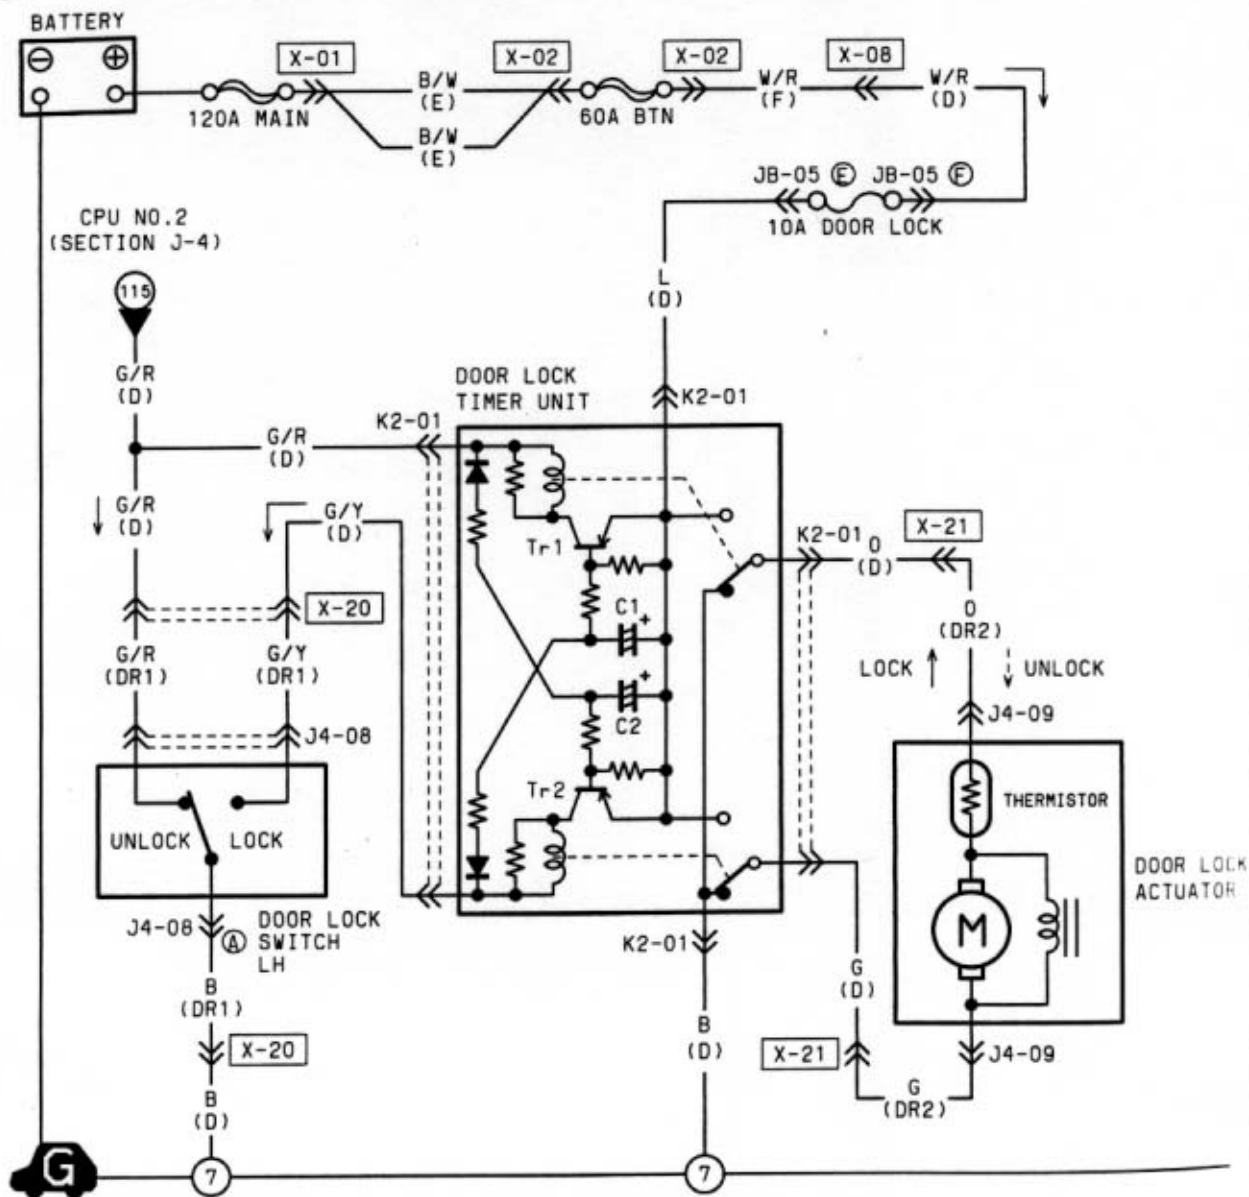 BATTERY
X-01
X-02
X-02
X-08
B/W
(E)
W/R
(F)
W/R
(D)
120A MAIN
60A BTN
B/W
(E)
JB-05 Ⓔ
JB-05 Ⓕ
10A DOOR LOCK
CPU NO.2
(SECTION J-4)
115
L
(D)
G/R
(D)
DOOR LOCK
TIMER UNIT
K2-01
K2-01
G/R
(D)
G/R
(D)
G/Y
(D)
Tr1
K2-01
O
(D)
X-21
X-20
C1
+
O
(DR2)
G/R
(DR1)
G/Y
(DR1)
LOCK
UNLOCK
+
C2
J4-08
J4-09
UNLOCK
LOCK
Tr2
THERMISTOR
DOOR LOCK
ACTUATOR
M
J4-08
Ⓐ
DOOR LOCK
SWITCH
LH
K2-01
B
(DR1)
G
(D)
X-20
B
(D)
X-21
J4-09
B
(D)
G
(DR2)
G
7
7